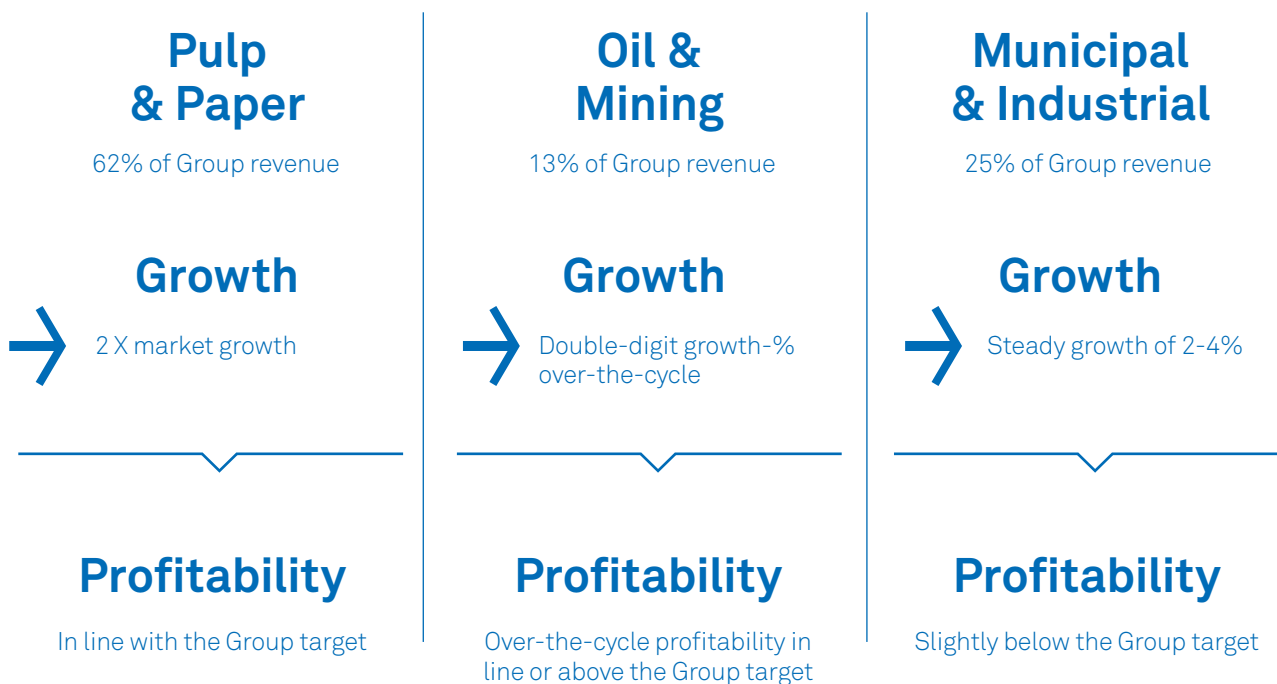 Pulp
& Paper
62% of Group revenue
Growth
2 X market growth
Profitability
In line with the Group target
Oil &
Mining
13% of Group revenue
Growth
Double-digit growth-%
over-the-cycle
Profitability
Over-the-cycle profitability in
line or above the Group target
Municipal
& Industrial
25% of Group revenue
Growth
Steady growth of 2-4%
Profitability
Slightly below the Group target